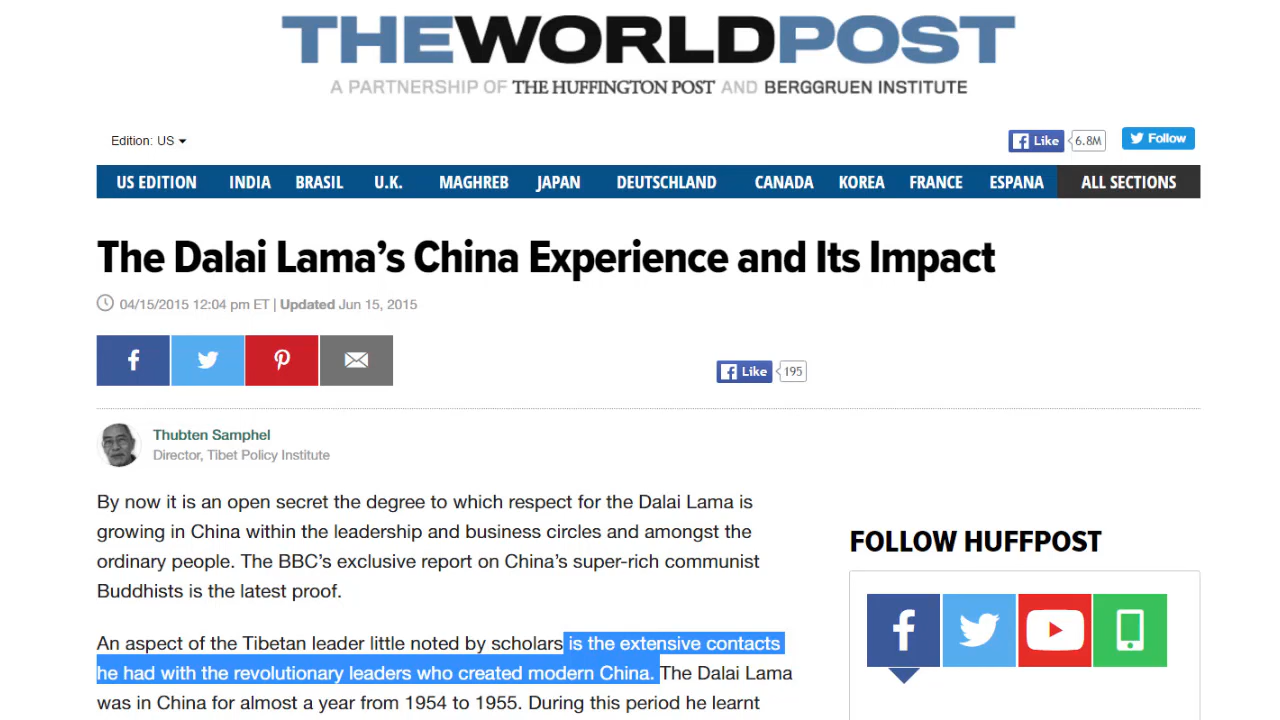 THEWORLDPOST
A PARTNERSHIP OF THE HUFFINGTON POST AND BERGGRUEN INSTITUTE
Edition: US
Like 6.8M Follow
US EDITION INDIA BRASIL U.K. MAGHREB JAPAN DEUTSCHLAND CANADA KOREA FRANCE ESPANA ALL SECTIONS
The Dalai Lama’s China Experience and Its Impact
04/15/2015 12:04 pm ET | Updated Jun 15, 2015
Like 195
Thubten Samphel
Director, Tibet Policy Institute
By now it is an open secret the degree to which respect for the Dalai Lama is
growing in China within the leadership and business circles and amongst the
ordinary people. The BBC’s exclusive report on China’s super-rich communist
Buddhists is the latest proof.
An aspect of the Tibetan leader little noted by scholars is the extensive contacts
he had with the revolutionary leaders who created modern China. The Dalai Lama
was in China for almost a year from 1954 to 1955. During this period he learnt
FOLLOW HUFFPOST